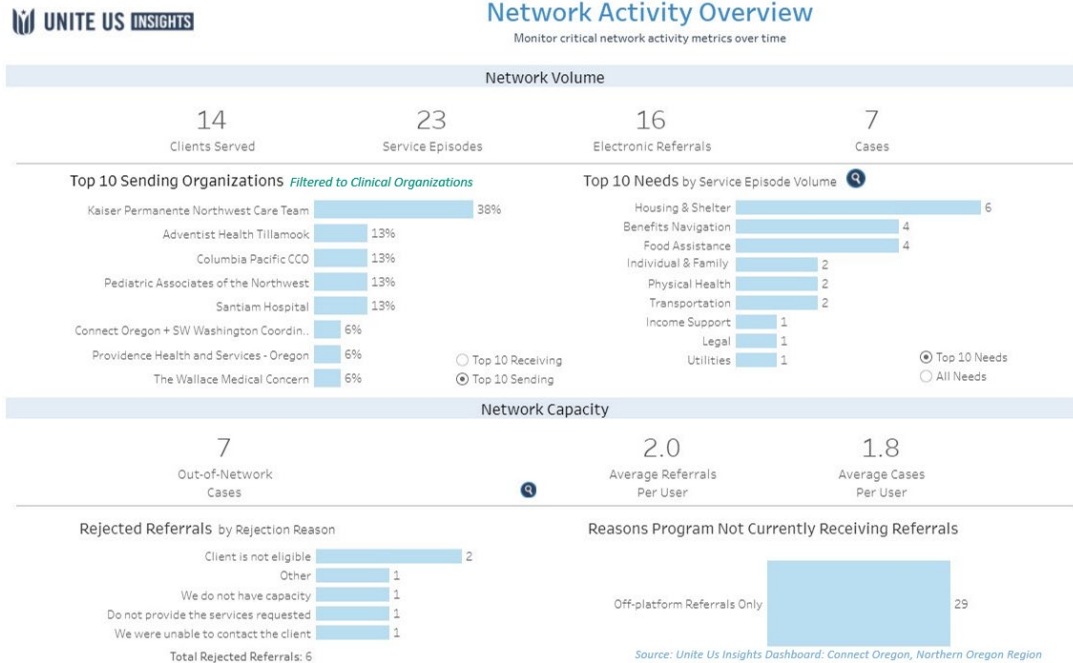 UNITE US INSIGHTS
Network Activity Overview
Monitor critical network activity metrics over time
Network Volume
14
Clients Served
23
Service Episodes
16
Electronic Referrals
7
Cases
Top 10 Sending Organizations Filtered to Clinical Organizations
Kaiser Permanente Northwest Care Team 38%
Adventist Health Tillamook 13%
Columbia Pacific CCO 13%
Pediatric Associates of the Northwest 13%
Santiam Hospital 13%
Connect Oregon + SW Washington Coordin.. 6%
Providence Health and Services - Oregon 6%
The Wallace Medical Concern 6%
Top 10 Receiving
Top 10 Sending
Top 10 Needs by Service Episode Volume
Housing & Shelter 6
Benefits Navigation 4
Food Assistance 4
Individual & Family 2
Physical Health 2
Transportation 2
Income Support 1
Legal 1
Utilities 1
Top 10 Needs
All Needs
Network Capacity
7
Out-of-Network
Cases
2.0
Average Referrals
Per User
1.8
Average Cases
Per User
Rejected Referrals by Rejection Reason
Client is not eligible 2
Other 1
We do not have capacity 1
Do not provide the services requested 1
We were unable to contact the client 1
Total Rejected Referrals: 6
Reasons Program Not Currently Receiving Referrals
Off-platform Referrals Only 29
Source: Unite Us Insights Dashboard: Connect Oregon, Northern Oregon Region